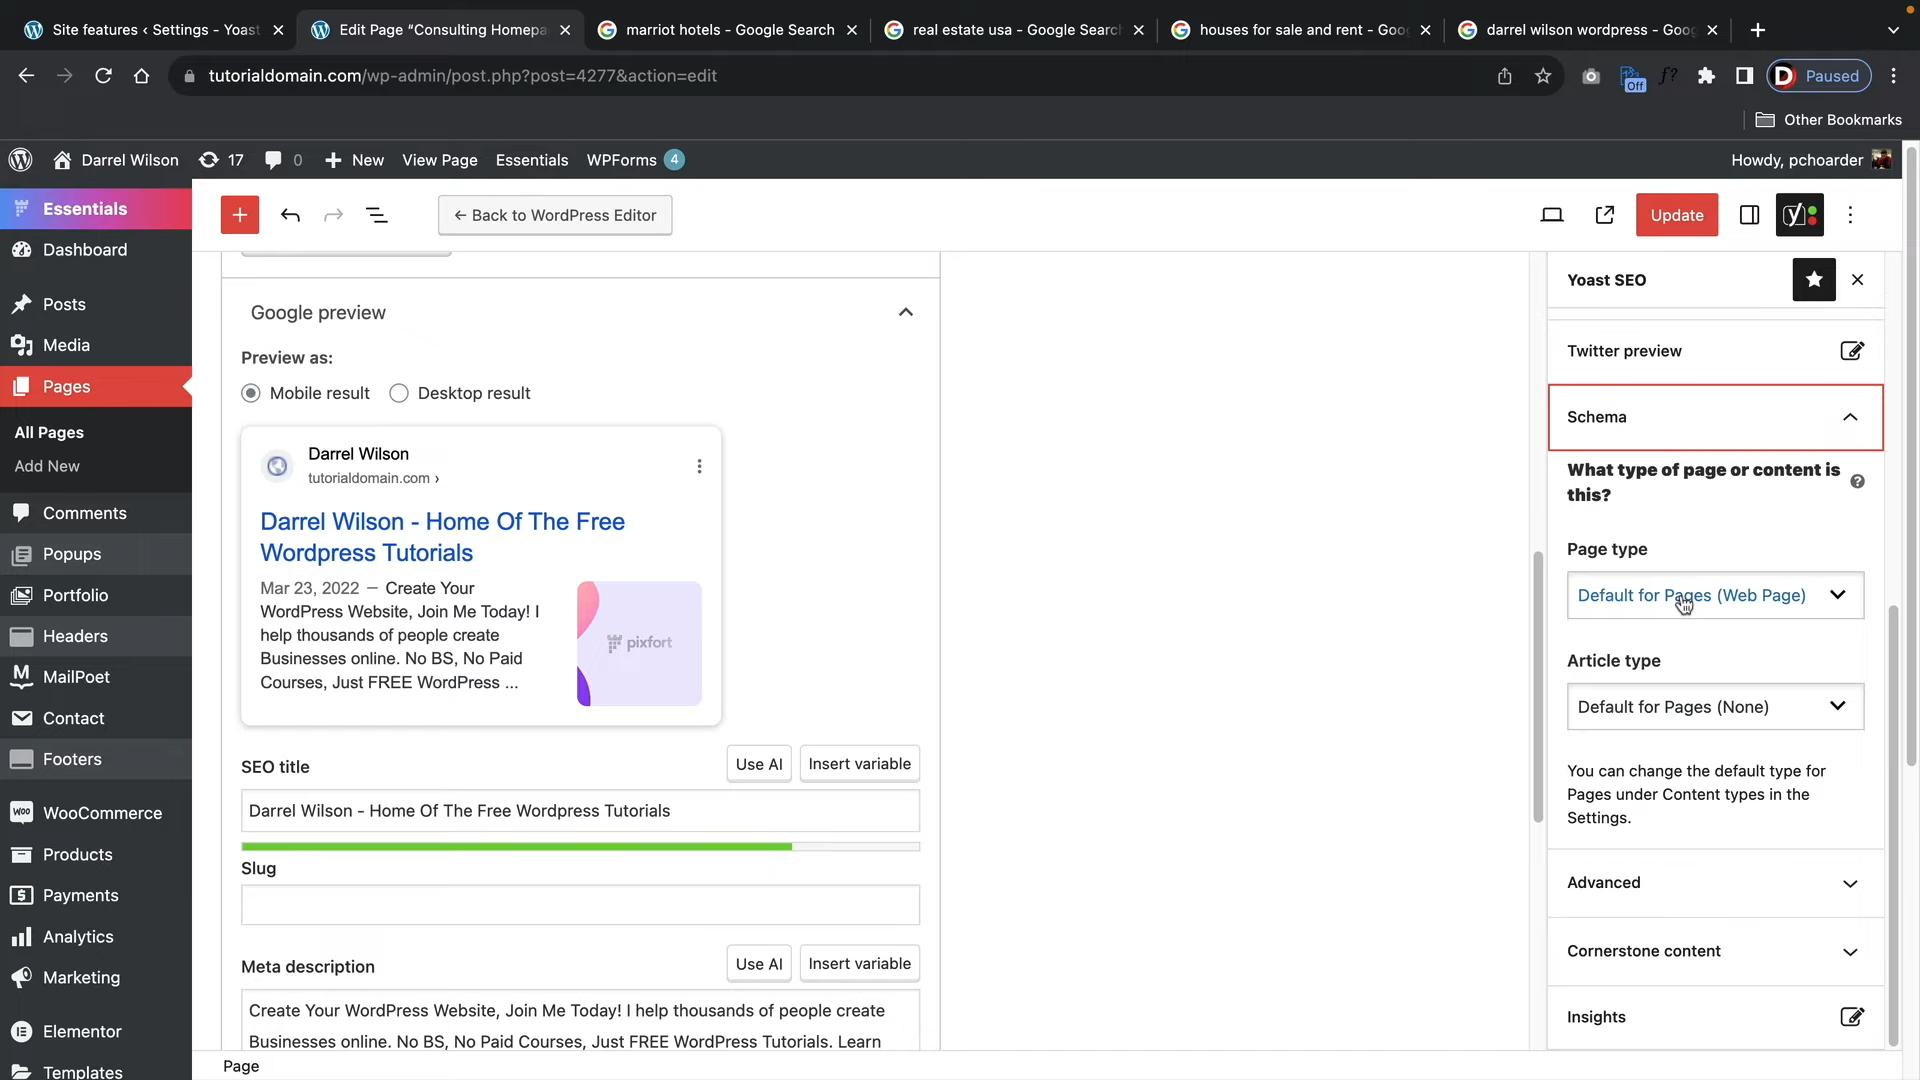 Site features ‹ Settings - Yoast
Edit Page “Consulting Homepa
marriot hotels - Google Search
real estate usa - Google Search
houses for sale and rent - Goog
darrel wilson wordpress - Goog
tutorialdomain.com/wp-admin/post.php?post=4277&action=edit
Off
f?
D Paused
Other Bookmarks
Darrel Wilson
17
0
New
View Page
Essentials
WPForms 4
Howdy, pchoarder
Essentials
Dashboard
Posts
Media
Pages
All Pages
Add New
Comments
Popups
Portfolio
Headers
MailPoet
Contact
Footers
WooCommerce
Products
Payments
Analytics
Marketing
Elementor
Templates
← Back to WordPress Editor
Update
Google preview
Preview as:
Mobile result
Desktop result
Darrel Wilson
tutorialdomain.com ›
Darrel Wilson - Home Of The Free
Wordpress Tutorials
Mar 23, 2022 — Create Your
WordPress Website, Join Me Today! I
help thousands of people create
Businesses online. No BS, No Paid
Courses, Just FREE WordPress ...
pixfort
SEO title
Use AI
Insert variable
Darrel Wilson - Home Of The Free Wordpress Tutorials
Slug
Meta description
Use AI
Insert variable
Create Your WordPress Website, Join Me Today! I help thousands of people create
Businesses online. No BS, No Paid Courses, Just FREE WordPress Tutorials. Learn
Page
Yoast SEO
Twitter preview
Schema
What type of page or content is
this?
Page type
Default for Pages (Web Page)
Article type
Default for Pages (None)
You can change the default type for
Pages under Content types in the
Settings.
Advanced
Cornerstone content
Insights